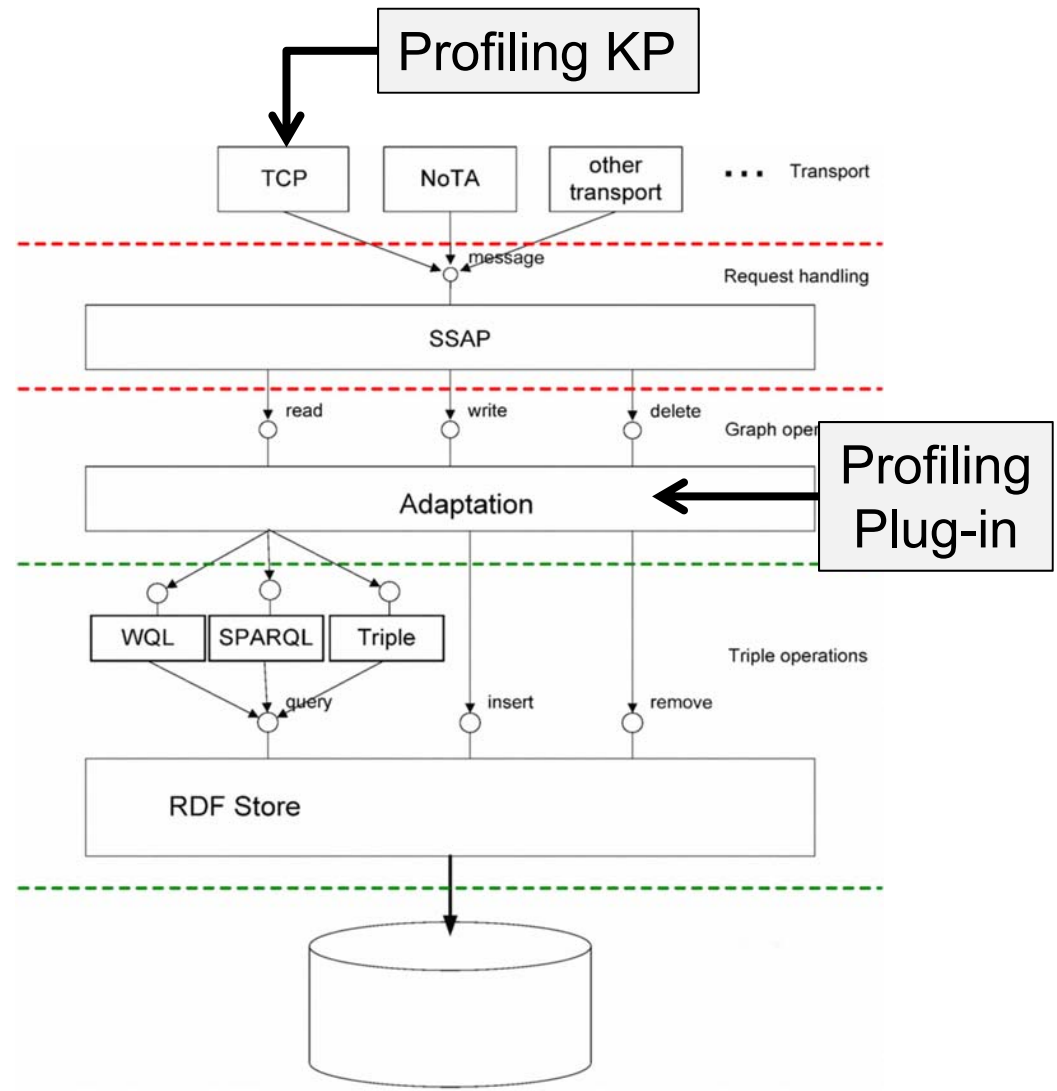 Profiling KP
TCP
NoTA
other
transport
... Transport
message
Request handling
SSAP
read
write
delete
Graph oper
Adaptation
Profiling
Plug-in
WQL
SPARQL
Triple
Triple operations
query
insert
remove
RDF Store